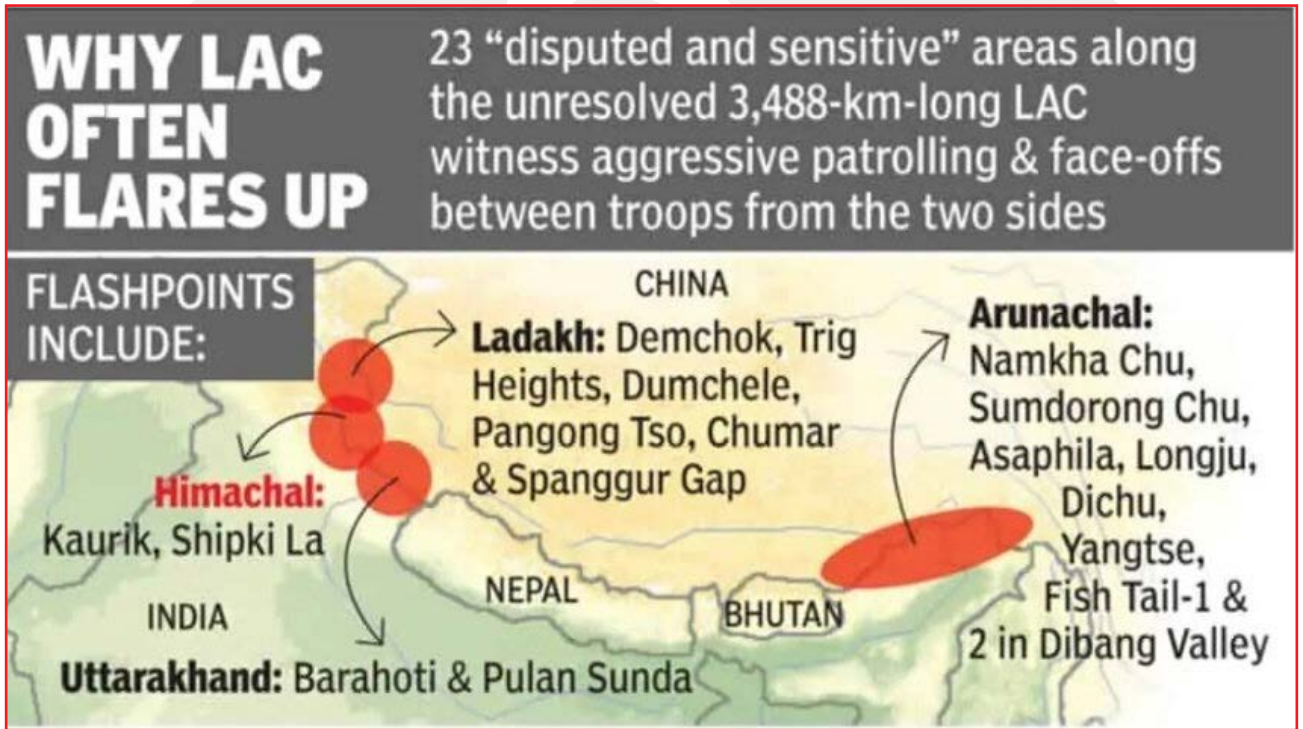 WHY LAC
OFTEN
FLARES UP
23 “disputed and sensitive” areas along
the unresolved 3,488-km-long LAC
witness aggressive patrolling & face-offs
between troops from the two sides
FLASHPOINTS
INCLUDE:
CHINA
Ladakh: Demchok, Trig
Heights, Dumchele,
Pangong Tso, Chumar
& Spanggur Gap
Arunachal:
Namkha Chu,
Sumdorong Chu,
Asaphila, Longju,
Dichu,
Yangtse,
Fish Tail-1 &
2 in Dibang Valley
Himachal:
Kaurik, Shipki La
NEPAL
BHUTAN
INDIA
Uttarakhand: Barahoti & Pulan Sunda